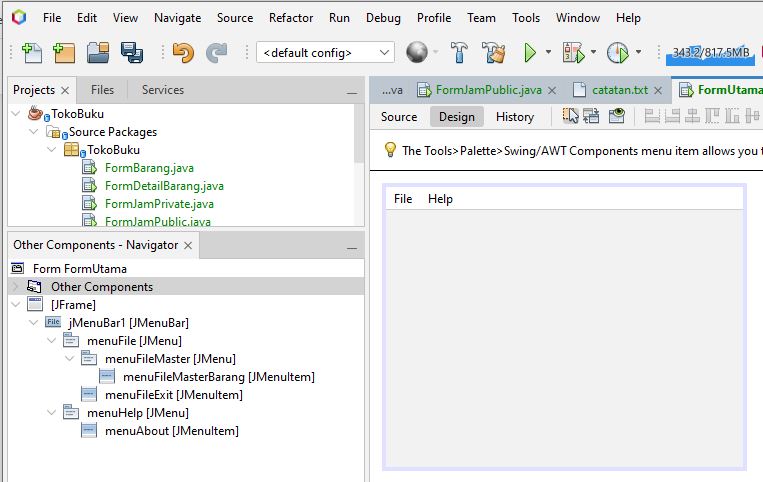 File Edit View Navigate Source Refactor Run Debug Profile Team Tools Window Help
<default config>
343.2/817.5MB
Projects Files Services
TokoBuku
Source Packages
TokoBuku
FormBarang.java
FormDetailBarang.java
FormJamPrivate.java
FormJamPublic.java
Other Components - Navigator
Form FormUtama
Other Components
[JFrame]
jMenuBar1 [JMenuBar]
File
menuFile [JMenu]
menuFileMaster [JMenu]
menuFileMasterBarang [JMenuItem]
menuFileExit [JMenuItem]
menuHelp [JMenu]
menuAbout [JMenuItem]
...va FormJamPublic.java catatan.txt FormUtama
Source Design History
The Tools>Palette>Swing/AWT Components menu item allows you t
File Help